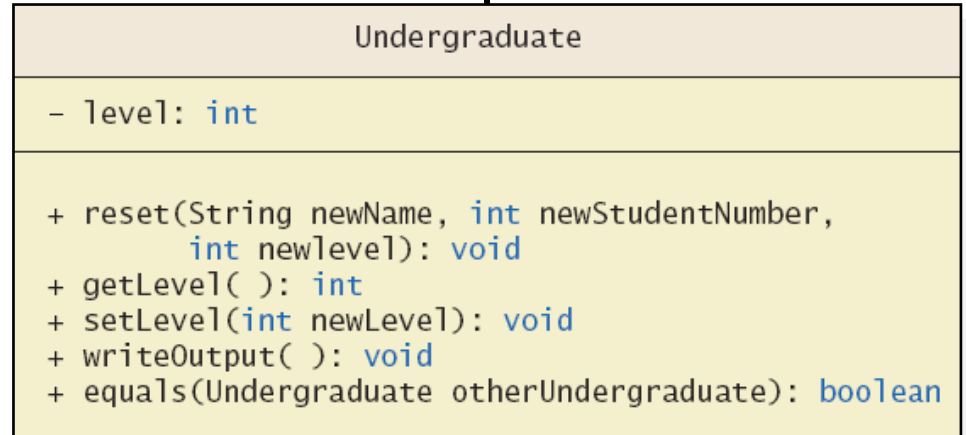 Undergraduate
- level: int
+ reset(String newName, int newStudentNumber,
int newlevel): void
+ getLevel( ): int
+ setLevel(int newLevel): void
+ writeOutput( ): void
+ equals(Undergraduate otherUndergraduate): boolean